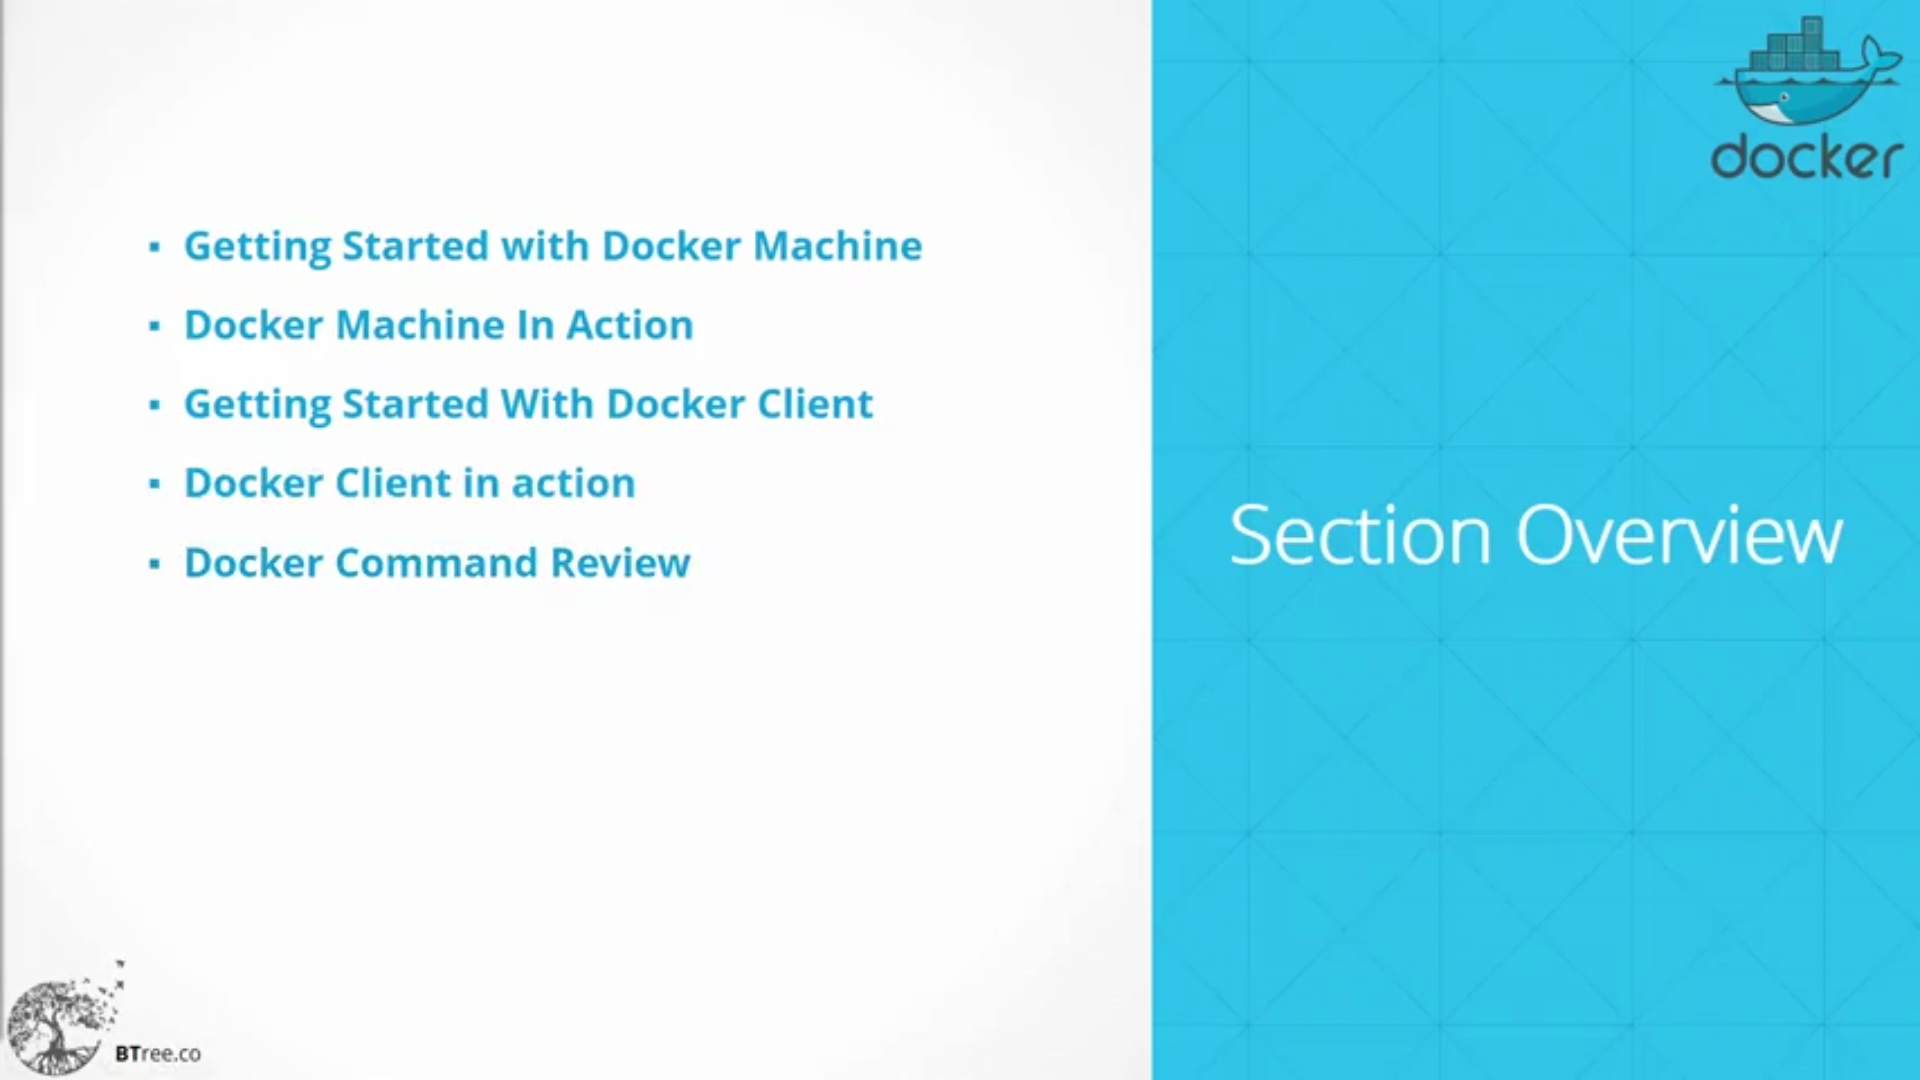 Getting Started with Docker Machine
Docker Machine In Action
Getting Started With Docker Client
Docker Client in action
Docker Command Review
docker
Section Overview
BTree.co